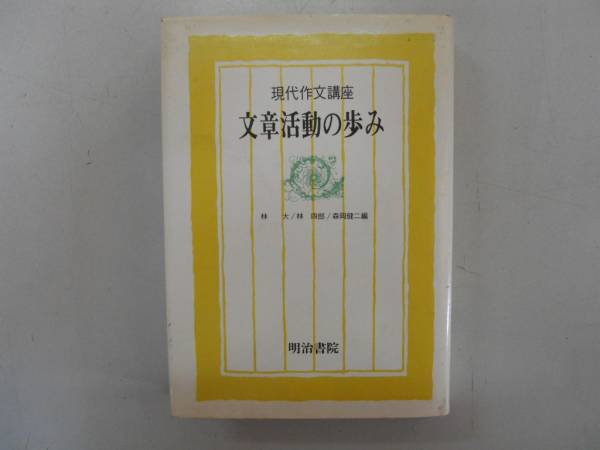 現代作文講座
文章活動の歩み
林　大/林　四郎/森岡健二編
明治書院